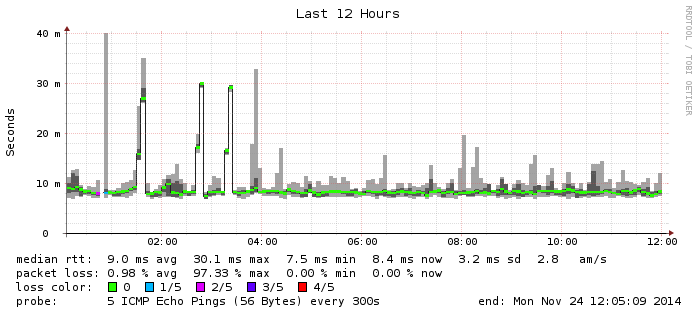 Last 12 Hours
RRDTOOL / TOBI OETIKER
Seconds
40 m
30 m
20 m
10 m
0
02:00 04:00 06:00 08:00 10:00 12:00
median rtt: 9.0 ms avg 30.1 ms max 7.5 ms min 8.4 ms now 3.2 ms sd 2.8 am/s
packet loss: 0.98 % avg 97.33 % max 0.00 % min 0.00 % now
loss color: 0 1/5 2/5 3/5 4/5
probe: 5 ICMP Echo Pings (56 Bytes) every 300s end: Mon Nov 24 12:05:09 2014